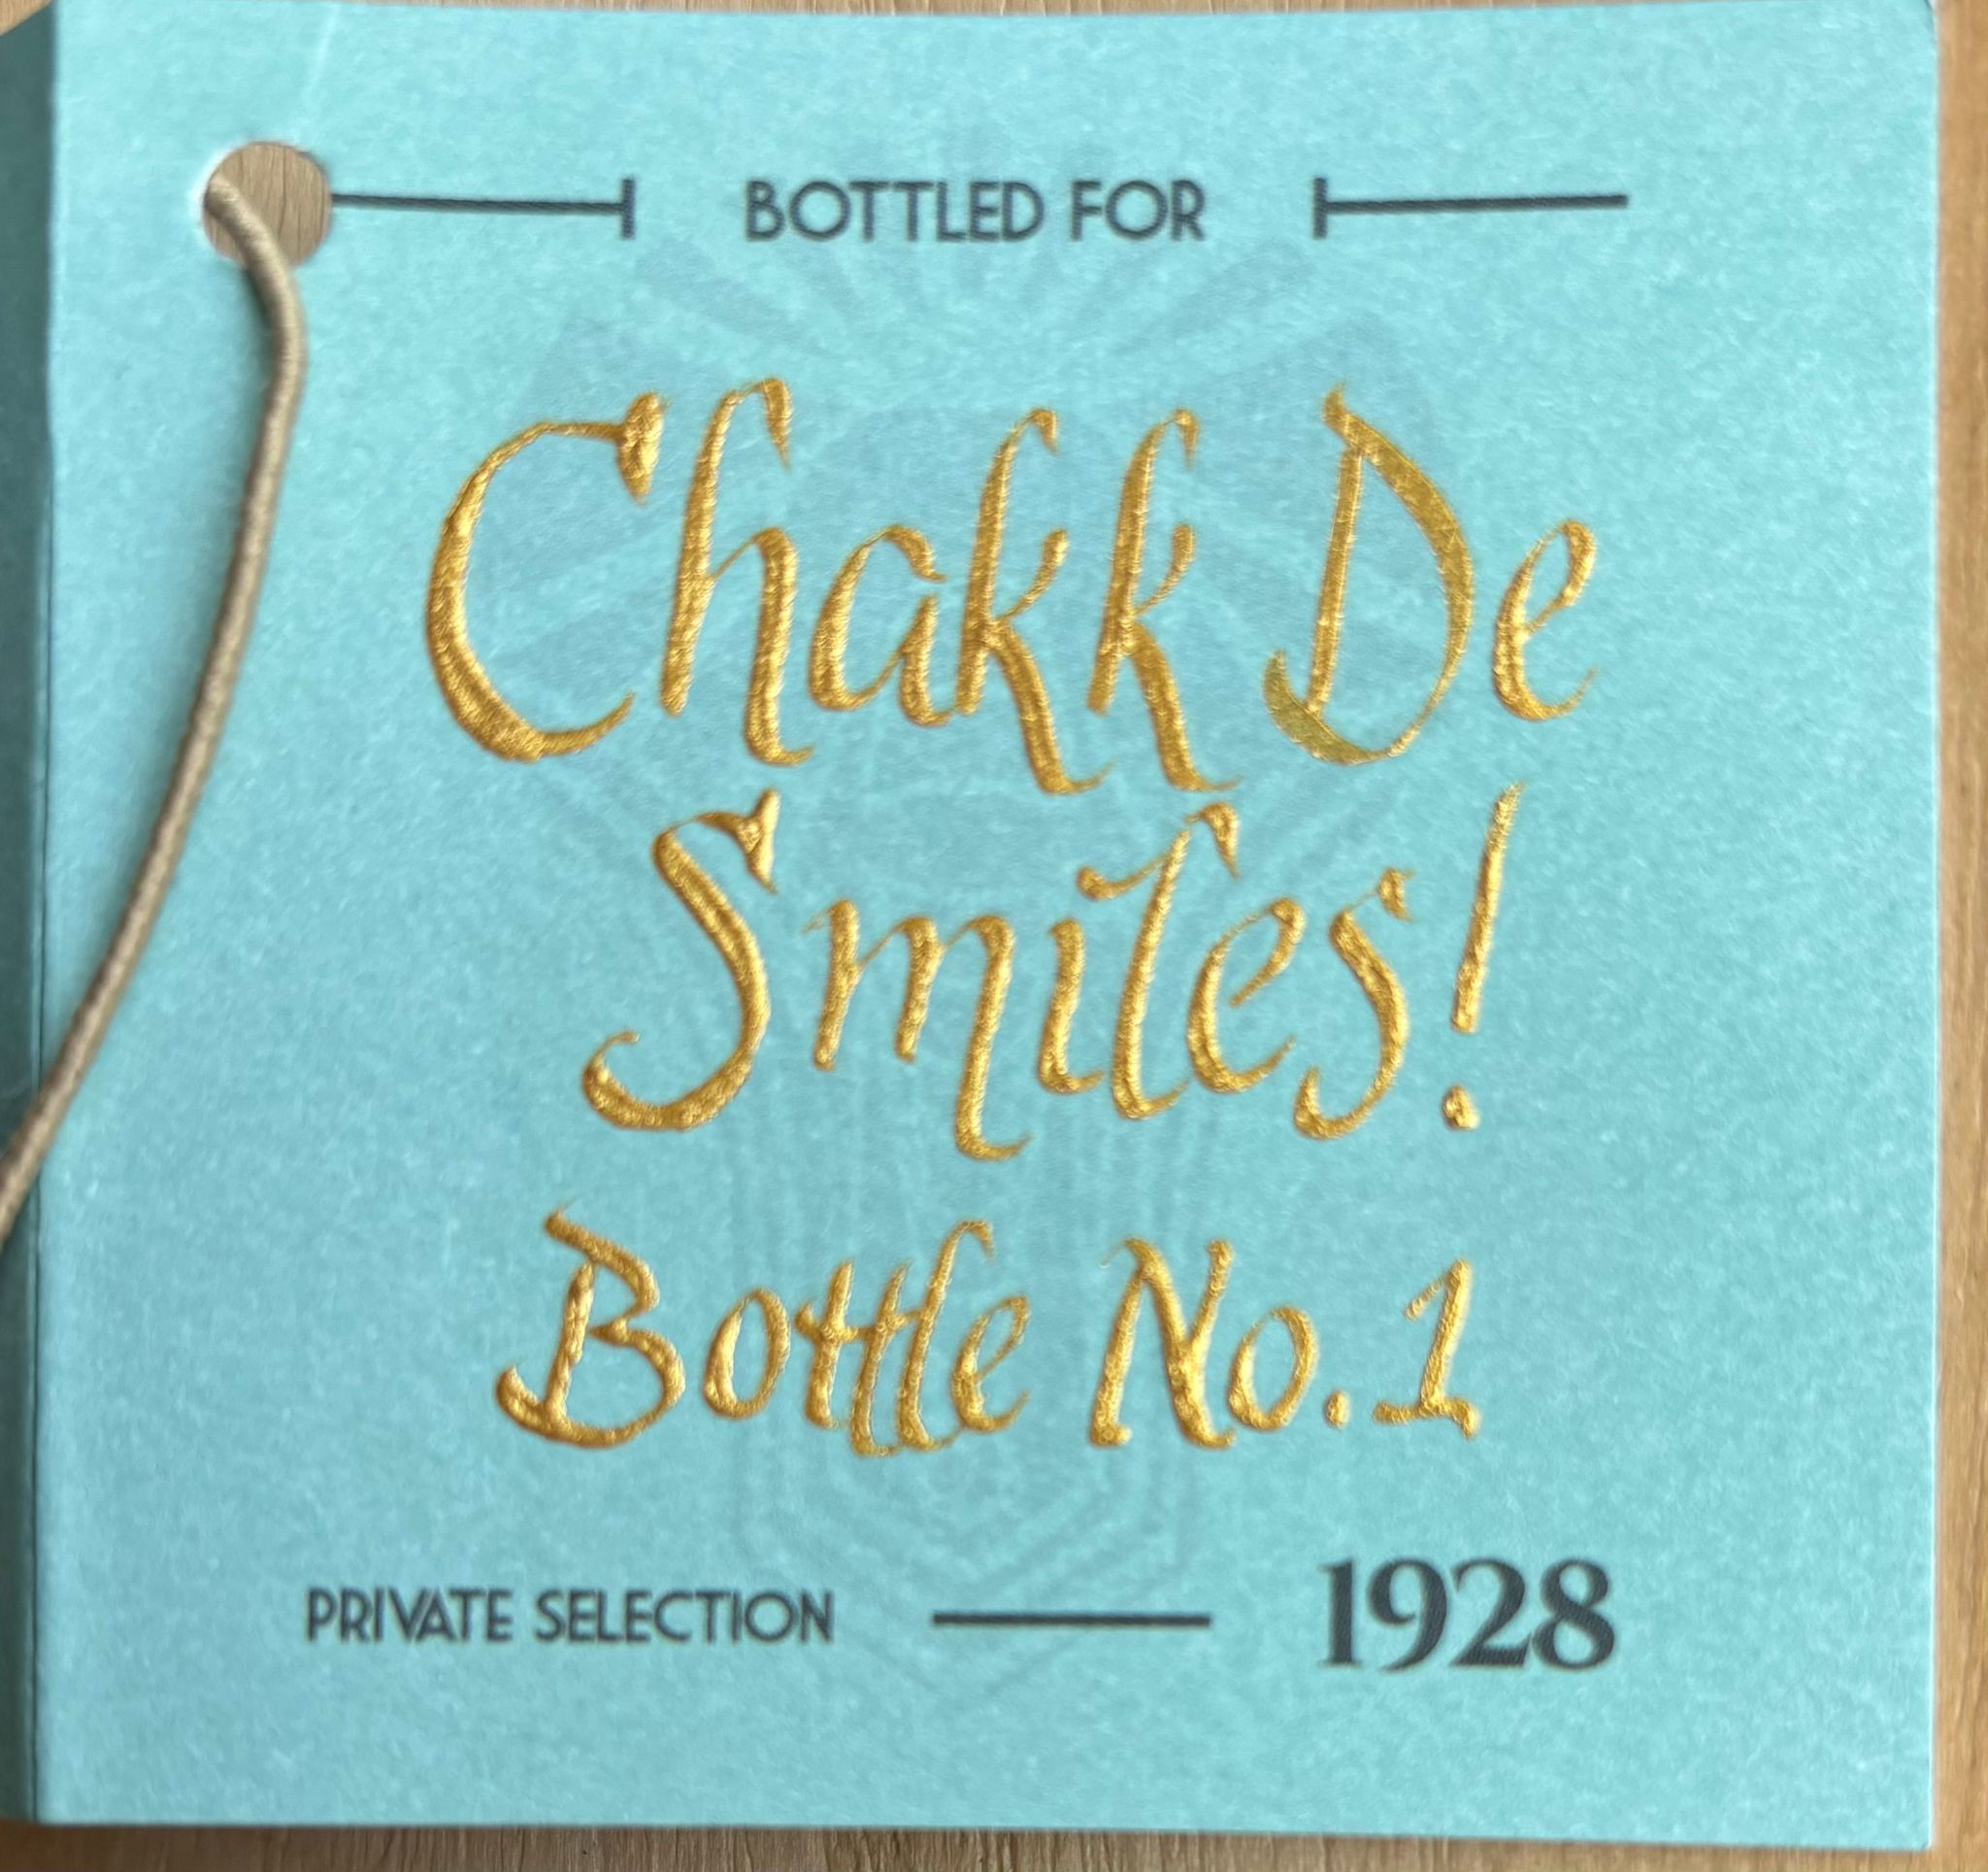 BOTTLED FOR
Chakk De
Smiles!
Bottle No.1
PRIVATE SELECTION — 1928